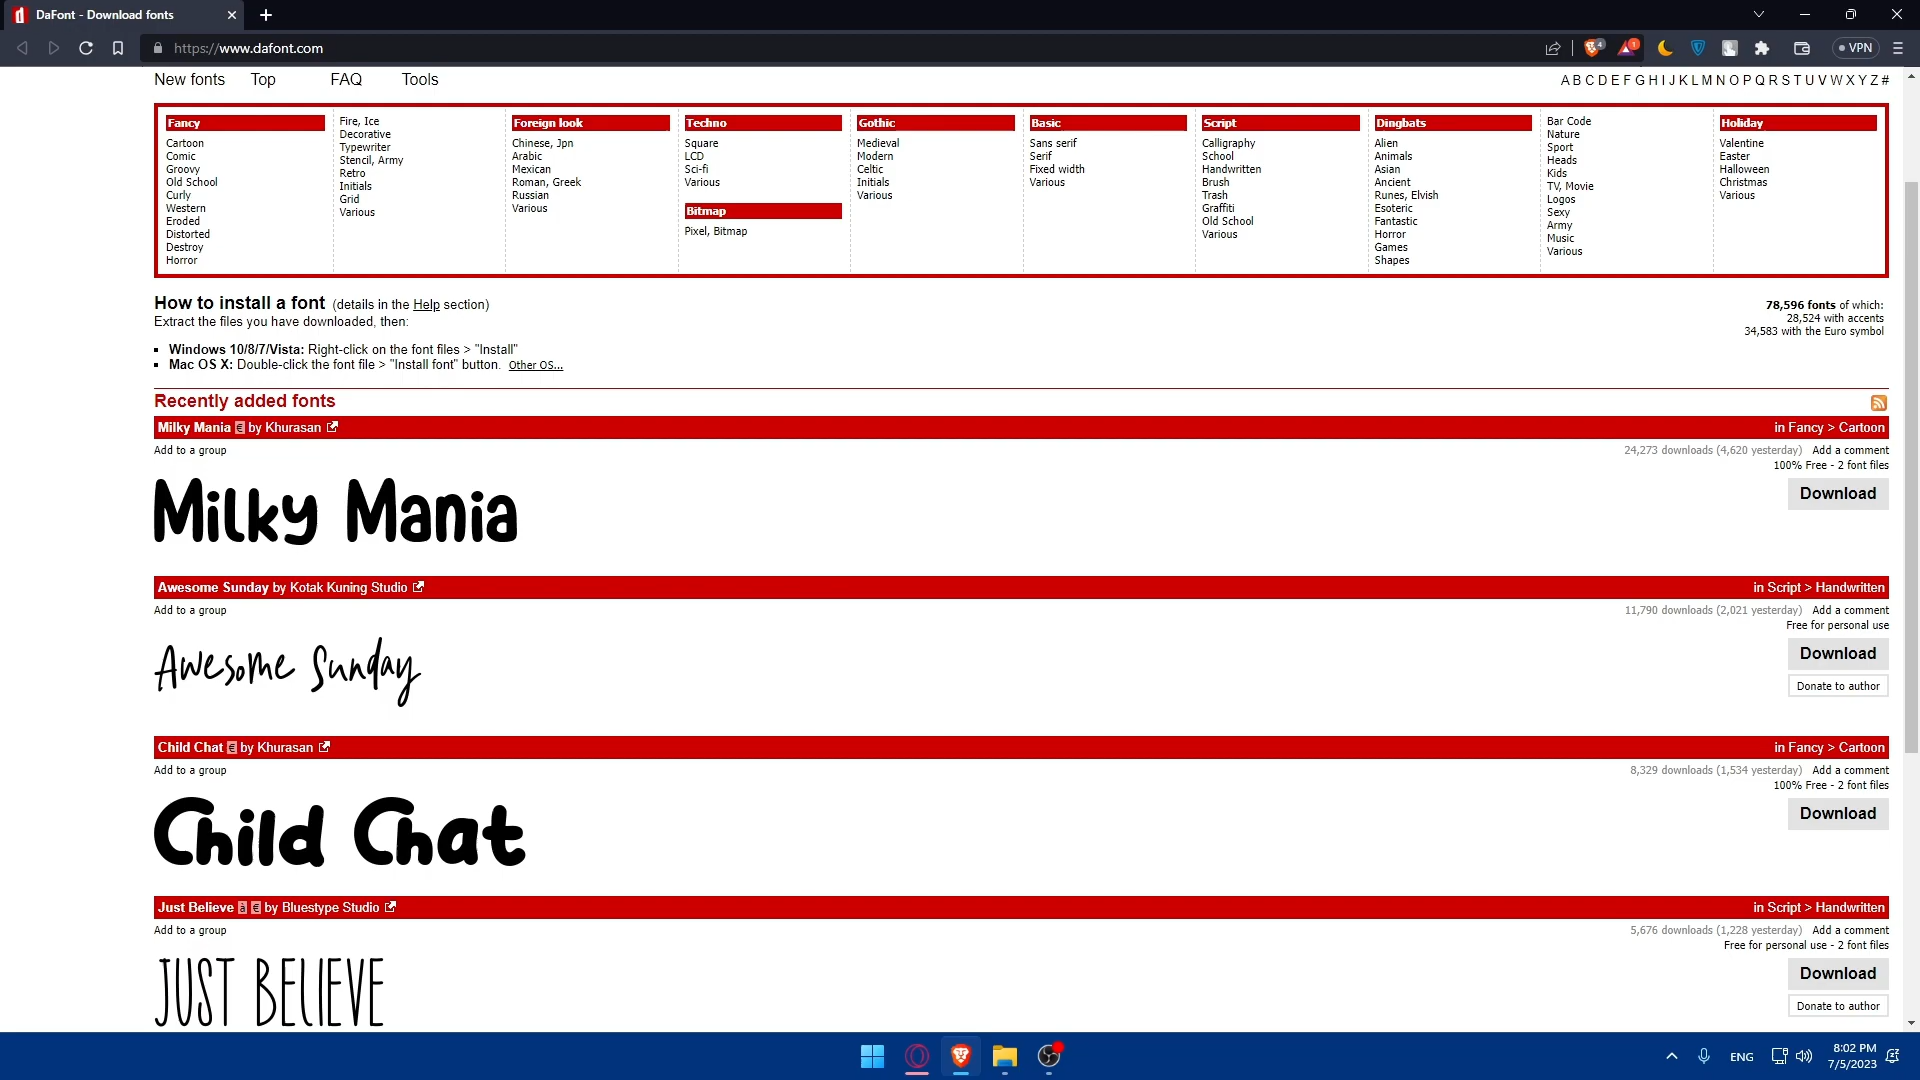 DaFont - Download fonts
https://www.dafont.com
4
1
VPN
New fonts Top FAQ Tools
A B C D E F G H I J K L M N O P Q R S T U V W X Y Z #
Fancy
Cartoon
Comic
Groovy
Old School
Curly
Western
Eroded
Distorted
Destroy
Horror
Fire, Ice
Decorative
Typewriter
Stencil, Army
Retro
Initials
Grid
Various
Foreign look
Chinese, Jpn
Arabic
Mexican
Roman, Greek
Russian
Various
Techno
Square
LCD
Sci-fi
Various
Bitmap
Pixel, Bitmap
Gothic
Medieval
Modern
Celtic
Initials
Various
Basic
Sans serif
Serif
Fixed width
Various
Script
Calligraphy
School
Handwritten
Brush
Trash
Graffiti
Old School
Various
Dingbats
Alien
Animals
Asian
Ancient
Runes, Elvish
Esoteric
Fantastic
Horror
Games
Shapes
Bar Code
Nature
Sport
Heads
Kids
TV, Movie
Logos
Sexy
Army
Music
Various
Holiday
Valentine
Easter
Halloween
Christmas
Various
How to install a font (details in the Help section)
Extract the files you have downloaded, then:
Windows 10/8/7/Vista: Right-click on the font files > "Install"
Mac OS X: Double-click the font file > "Install font" button. Other OS...
78,596 fonts of which:
28,524 with accents
34,583 with the Euro symbol
Recently added fonts
Milky Mania € by Khurasan
in Fancy > Cartoon
Add to a group
24,273 downloads (4,620 yesterday) Add a comment
100% Free - 2 font files
Milky Mania
Download
Awesome Sunday by Kotak Kuning Studio
in Script > Handwritten
Add to a group
11,790 downloads (2,021 yesterday) Add a comment
Free for personal use
Awesome Sunday
Download
Donate to author
Child Chat € by Khurasan
in Fancy > Cartoon
Add to a group
8,329 downloads (1,534 yesterday) Add a comment
100% Free - 2 font files
Child Chat
Download
Just Believe à € by Bluestype Studio
in Script > Handwritten
Add to a group
5,676 downloads (1,228 yesterday) Add a comment
Free for personal use - 2 font files
JUST BELIEVE
Download
Donate to author
ENG
8:02 PM
7/5/2023